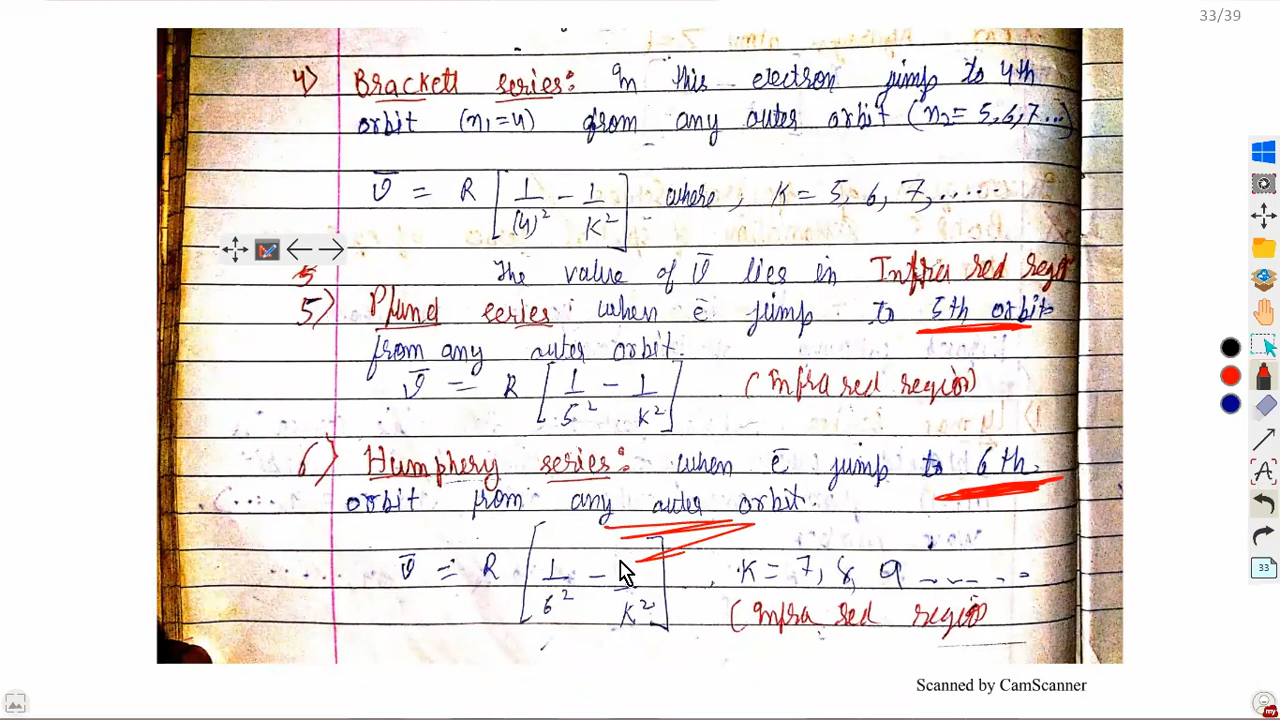 33/39
4) Brackett series: In this electron jump to 4th
orbit (n₁=4) from any outer orbit (n₂= 5,6,7...)
ῡ = R [1/(4)² - 1/K²] where, K = 5, 6, 7, .....
The value of ῡ lies in Infra red regio
5) Pfund series: when ē jump to 5th orbit
from any outer orbit.
ῡ = R [1/5² - 1/K²] (Infra red region)
6) Humphery series: when ē jump to 6th
orbit from any outer orbit.
ῡ = R [1/6² - /K²], K = 7, 8, 9 -----
(Infra red region
Scanned by CamScanner
33